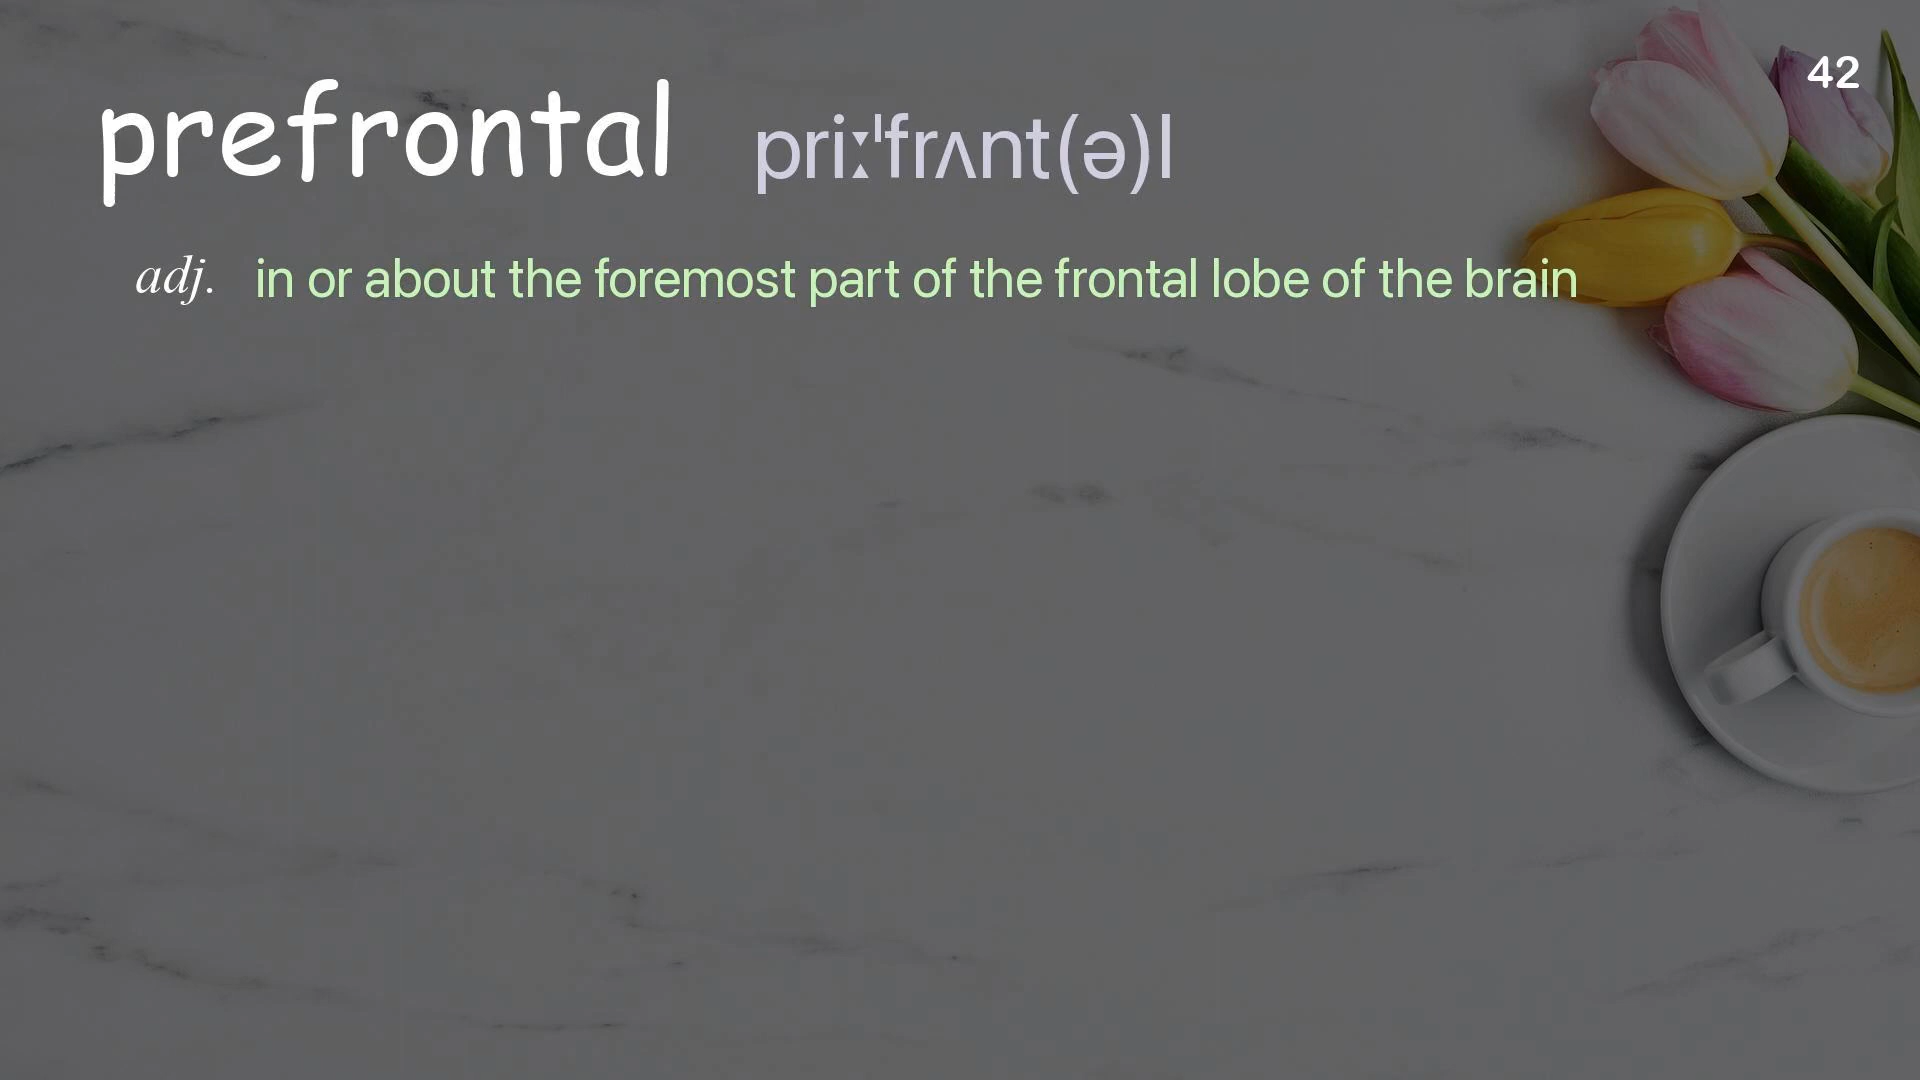 42
prefrontal priːˈfrʌnt(ə)l
adj. in or about the foremost part of the frontal lobe of the brain